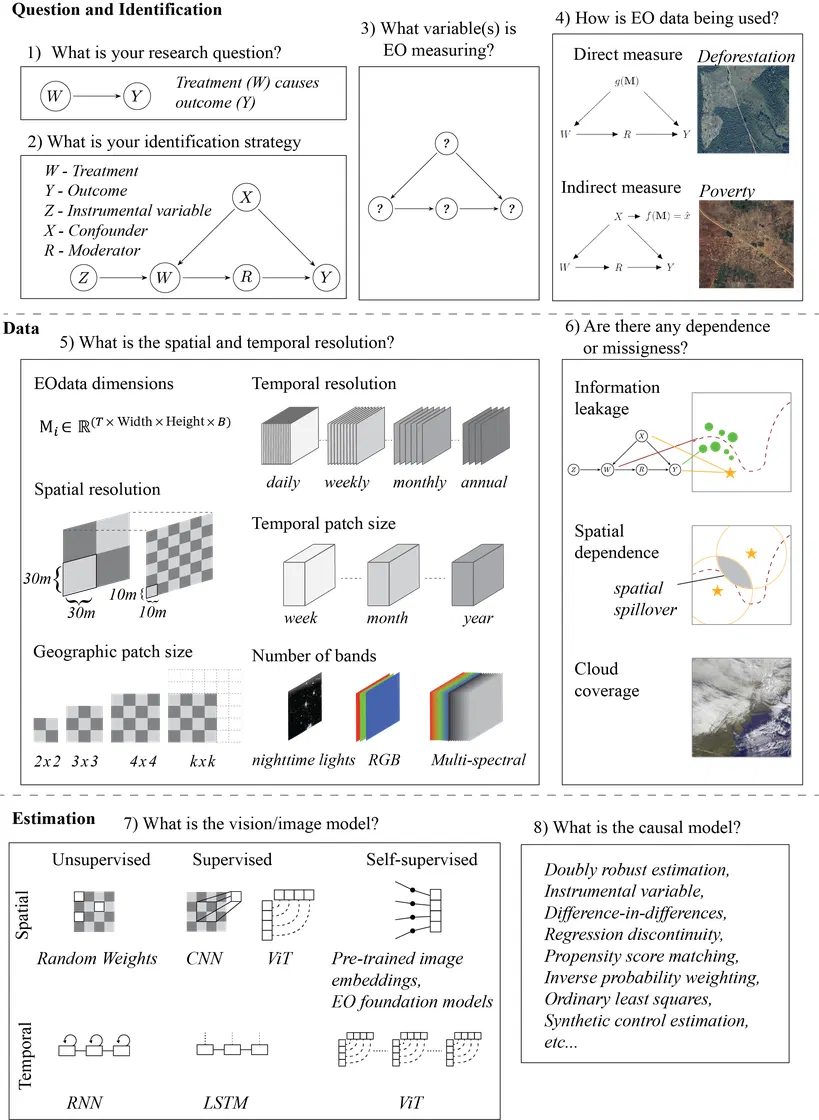 Question and Identification
1) What is your research question?
W
Y
Treatment (W) causes
outcome (Y)
2) What is your identification strategy
W - Treatment
Y - Outcome
Z - Instrumental variable
X - Confounder
R - Moderator
X
Z
W
R
Y
3) What variable(s) is
EO measuring?
?
?
?
?
4) How is EO data being used?
Direct measure
Deforestation
g(M)
W
R
Y
Indirect measure
Poverty
X
f(M) = x̂
W
R
Y
Data
5) What is the spatial and temporal resolution?
EOdata dimensions
M𝑖 ∈ ℝ(T × Width × Height × B)
Spatial resolution
30m
30m
10m
10m
Geographic patch size
2 x 2
3 x 3
4 x 4
k x k
Temporal resolution
daily
weekly
monthly
annual
Temporal patch size
week
month
year
Number of bands
nighttime lights
RGB
Multi-spectral
6) Are there any dependence
or missigness?
Information
leakage
X
Z
W
R
Y
Spatial
dependence
spatial
spillover
Cloud
coverage
Estimation
7) What is the vision/image model?
Unsupervised
Supervised
Self-supervised
Spatial
Random Weights
CNN
ViT
Pre-trained image
embeddings,
EO foundation models
Temporal
RNN
LSTM
ViT
8) What is the causal model?
Doubly robust estimation,
Instrumental variable,
Difference-in-differences,
Regression discontinuity,
Propensity score matching,
Inverse probability weighting,
Ordinary least squares,
Synthetic control estimation,
etc...